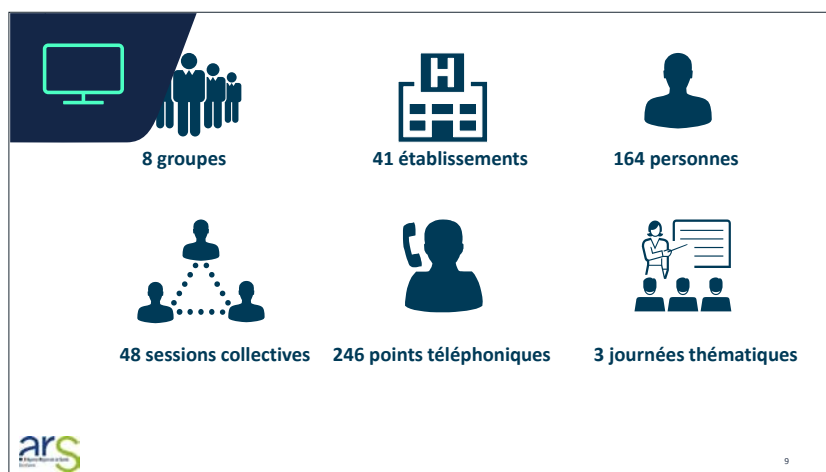 H
8 groupes
41 établissements
164 personnes
48 sessions collectives
246 points téléphoniques
3 journées thématiques
ars
9